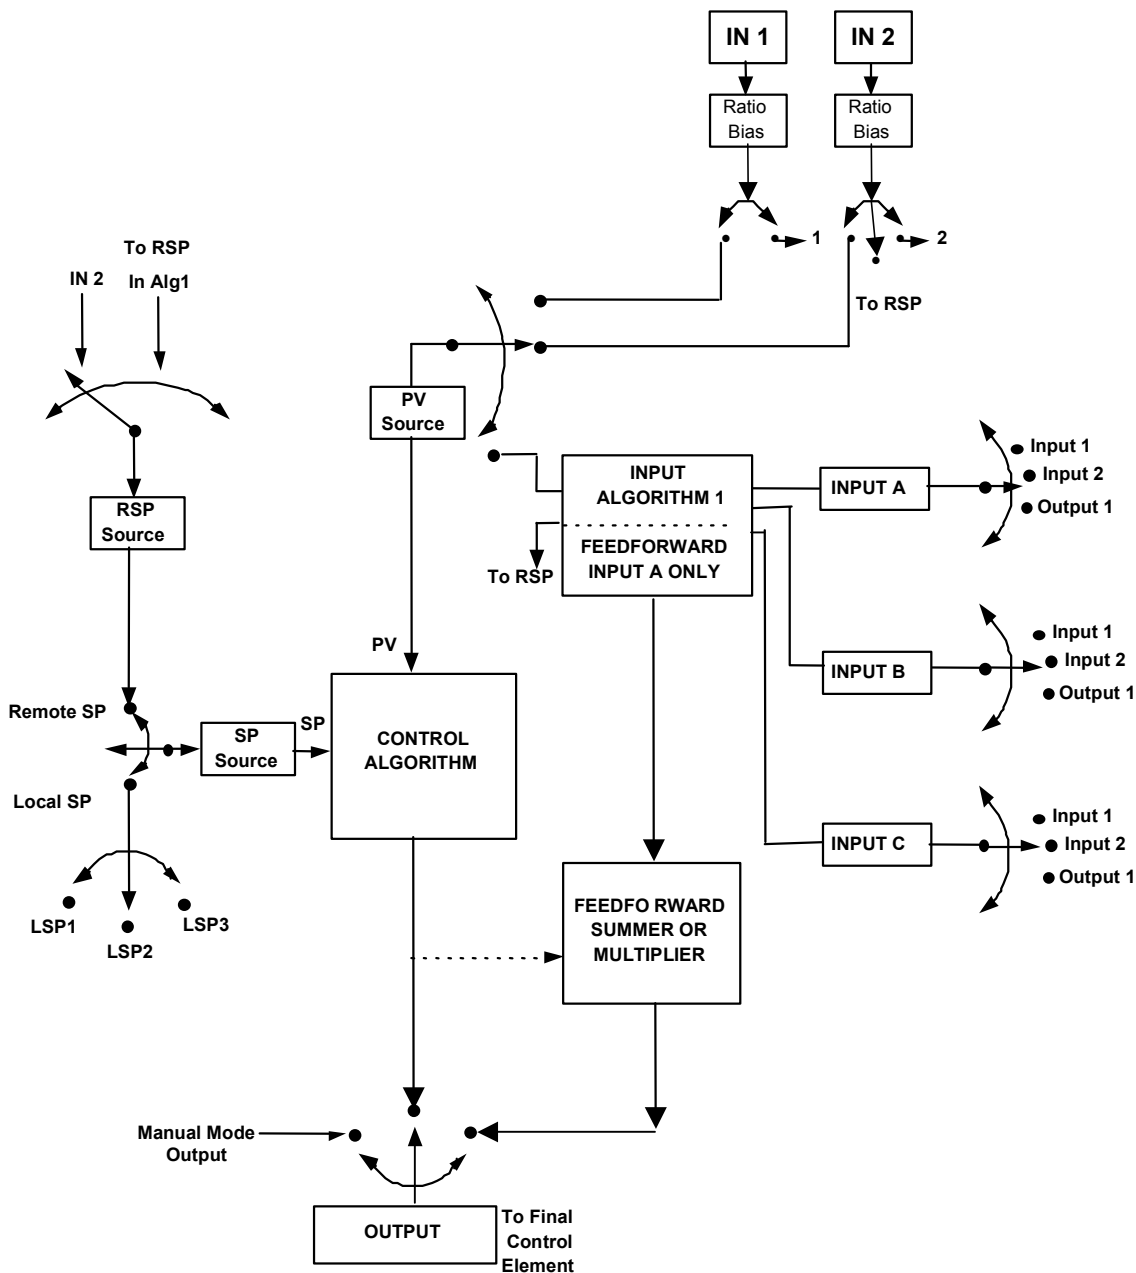 IN 1
IN 2
Ratio
Bias
Ratio
Bias
1
2
To RSP
To RSP
IN 2
In Alg1
PV
Source
INPUT
ALGORITHM 1
FEEDFORWARD
INPUT A ONLY
To RSP
INPUT A
Input 1
Input 2
Output 1
RSP
Source
INPUT B
Input 1
Input 2
Output 1
PV
Remote SP
SP
Source
SP
CONTROL
ALGORITHM
Local SP
INPUT C
Input 1
Input 2
Output 1
LSP1
LSP2
LSP3
FEEDFO RWARD
SUMMER OR
MULTIPLIER
Manual Mode
Output
OUTPUT
To Final
Control
Element